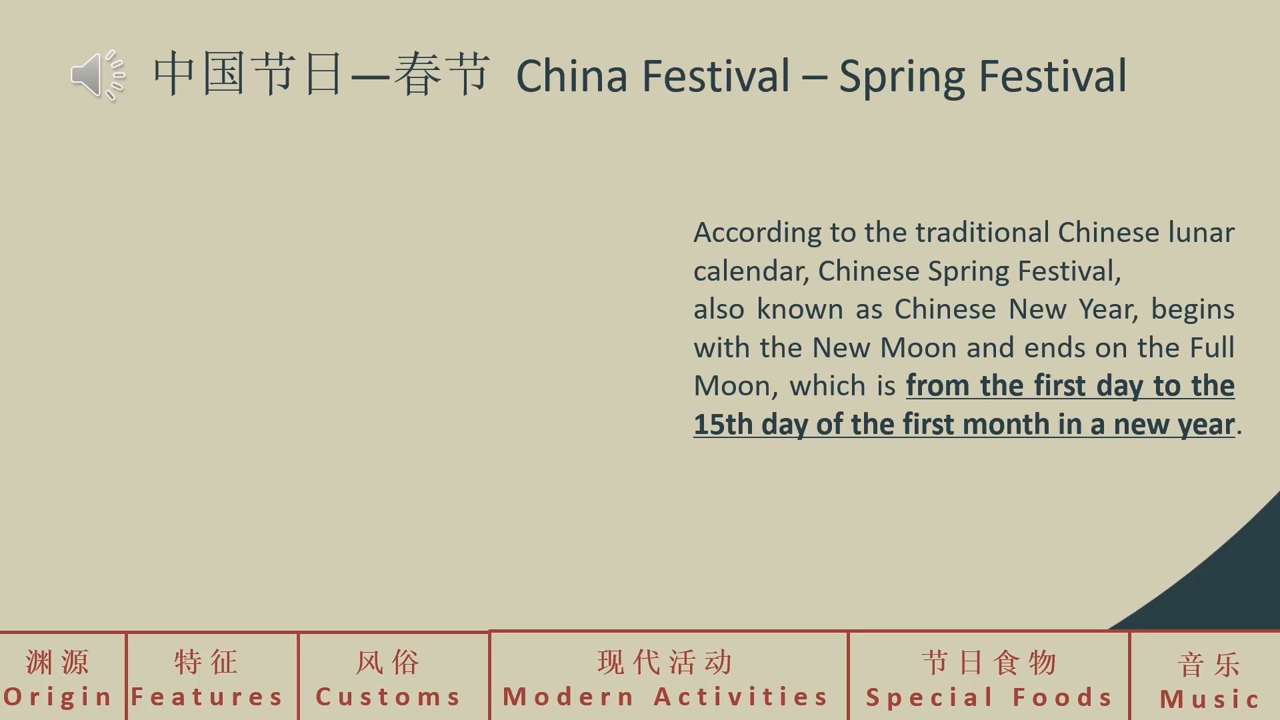 中国节日—春节 China Festival – Spring Festival
According to the traditional Chinese lunar
calendar, Chinese Spring Festival,
also known as Chinese New Year, begins
with the New Moon and ends on the Full
Moon, which is from the first day to the
15th day of the first month in a new year.
渊源
Origin
特征
Features
风俗
Customs
现代活动
Modern Activities
节日食物
Special Foods
音乐
Music